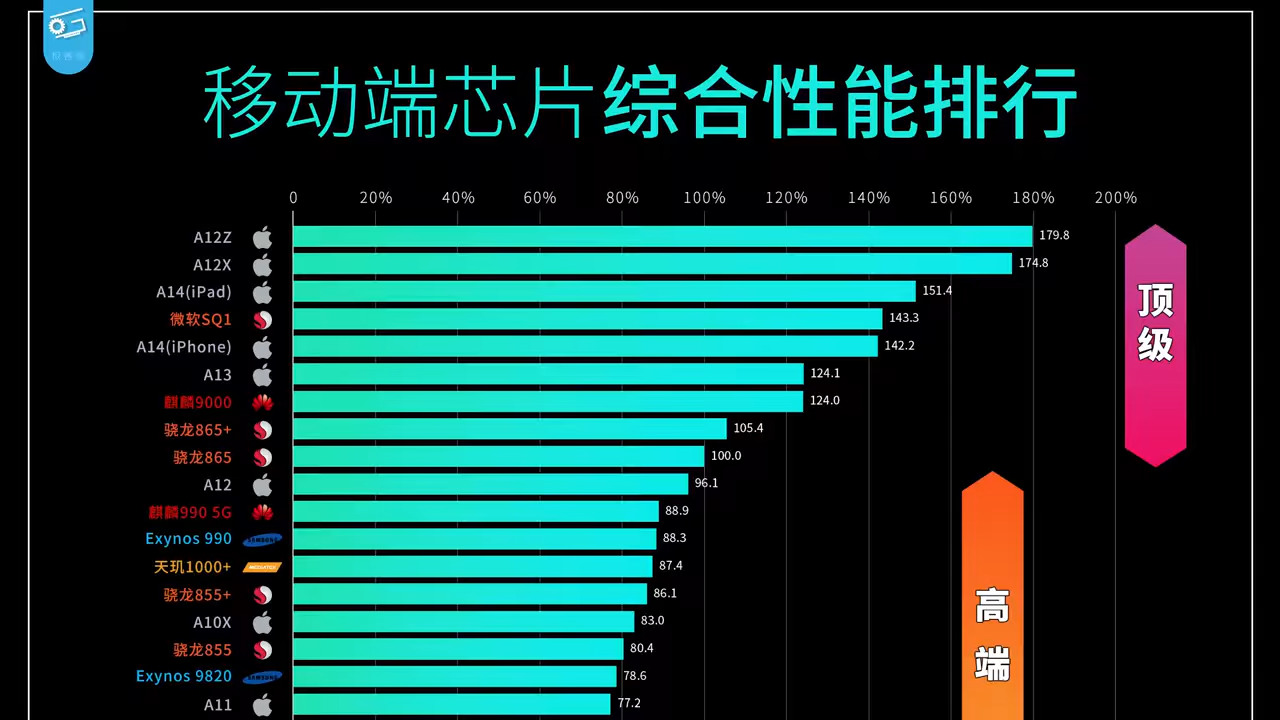 移动端芯片综合性能排行
0 20% 40% 60% 80% 100% 120% 140% 160% 180% 200%
A12Z 179.8
A12X 174.8
A14(iPad) 151.4
微软SQ1 143.3
A14(iPhone) 142.2
A13 124.1
麒麟9000 124.0
骁龙865+ 105.4
骁龙865 100.0
A12 96.1
麒麟990 5G 88.9
Exynos 990 SAMSUNG 88.3
天玑1000+ MEDIATEK 87.4
骁龙855+ 86.1
A10X 83.0
骁龙855 80.4
Exynos 9820 SAMSUNG 78.6
A11 77.2
顶级
高端